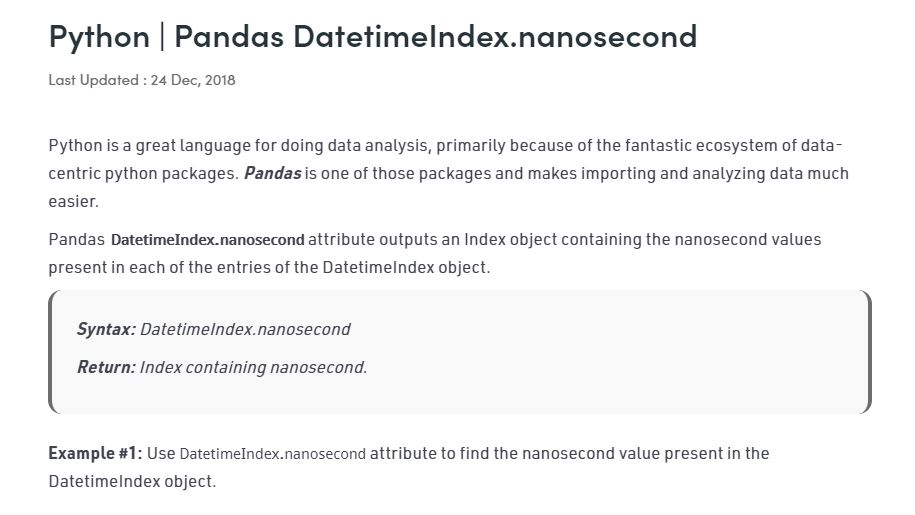 Python | Pandas DatetimeIndex.nanosecond
Last Updated : 24 Dec, 2018
Python is a great language for doing data analysis, primarily because of the fantastic ecosystem of data-
centric python packages. Pandas is one of those packages and makes importing and analyzing data much
easier.
Pandas DatetimeIndex.nanosecond attribute outputs an Index object containing the nanosecond values
present in each of the entries of the DatetimeIndex object.
Syntax: DatetimeIndex.nanosecond
Return: Index containing nanosecond.
Example #1: Use DatetimeIndex.nanosecond attribute to find the nanosecond value present in the
DatetimeIndex object.